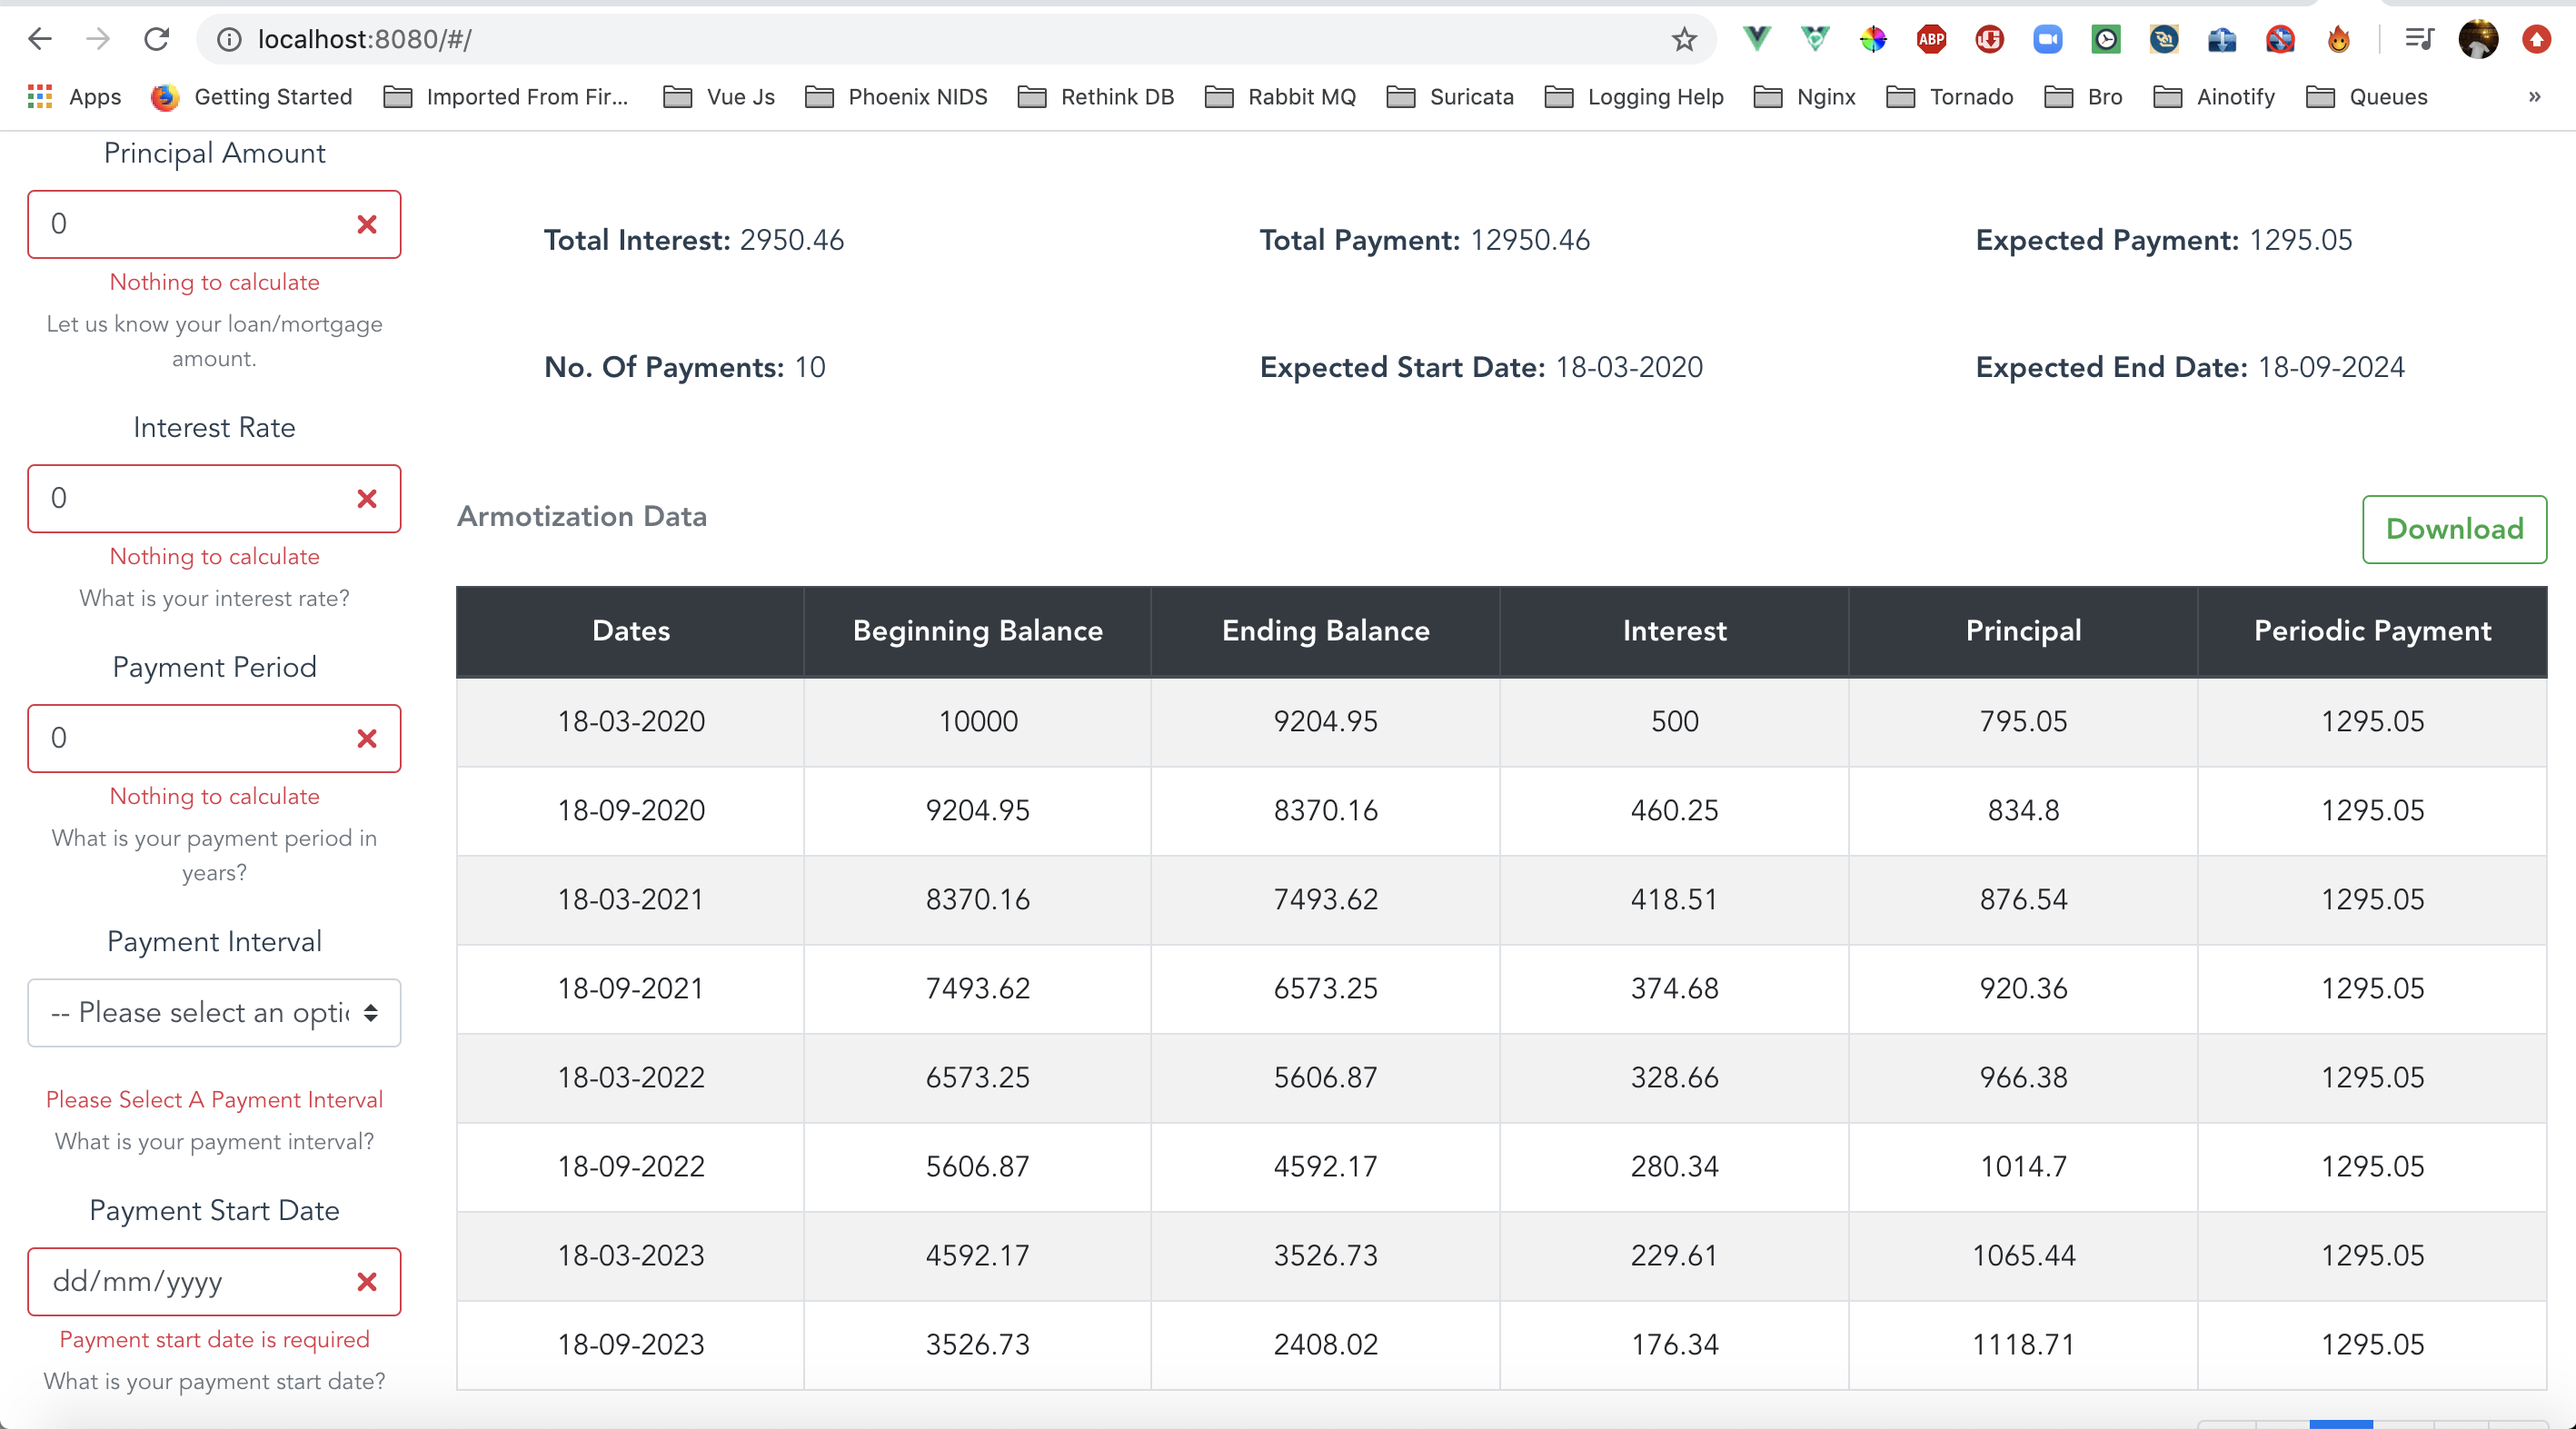 localhost:8080/#/
ABP
Apps Getting Started Imported From Fir... Vue Js Phoenix NIDS Rethink DB Rabbit MQ Suricata Logging Help Nginx Tornado Bro Ainotify Queues »
Principal Amount
0
Nothing to calculate
Let us know your loan/mortgage
amount.
Interest Rate
0
Nothing to calculate
What is your interest rate?
Payment Period
0
Nothing to calculate
What is your payment period in
years?
Payment Interval
-- Please select an optic
Please Select A Payment Interval
What is your payment interval?
Payment Start Date
dd/mm/yyyy
Payment start date is required
What is your payment start date?
Total Interest: 2950.46 Total Payment: 12950.46 Expected Payment: 1295.05
No. Of Payments: 10 Expected Start Date: 18-03-2020 Expected End Date: 18-09-2024
Armotization Data
Download
Dates Beginning Balance Ending Balance Interest Principal Periodic Payment
18-03-2020 10000 9204.95 500 795.05 1295.05
18-09-2020 9204.95 8370.16 460.25 834.8 1295.05
18-03-2021 8370.16 7493.62 418.51 876.54 1295.05
18-09-2021 7493.62 6573.25 374.68 920.36 1295.05
18-03-2022 6573.25 5606.87 328.66 966.38 1295.05
18-09-2022 5606.87 4592.17 280.34 1014.7 1295.05
18-03-2023 4592.17 3526.73 229.61 1065.44 1295.05
18-09-2023 3526.73 2408.02 176.34 1118.71 1295.05